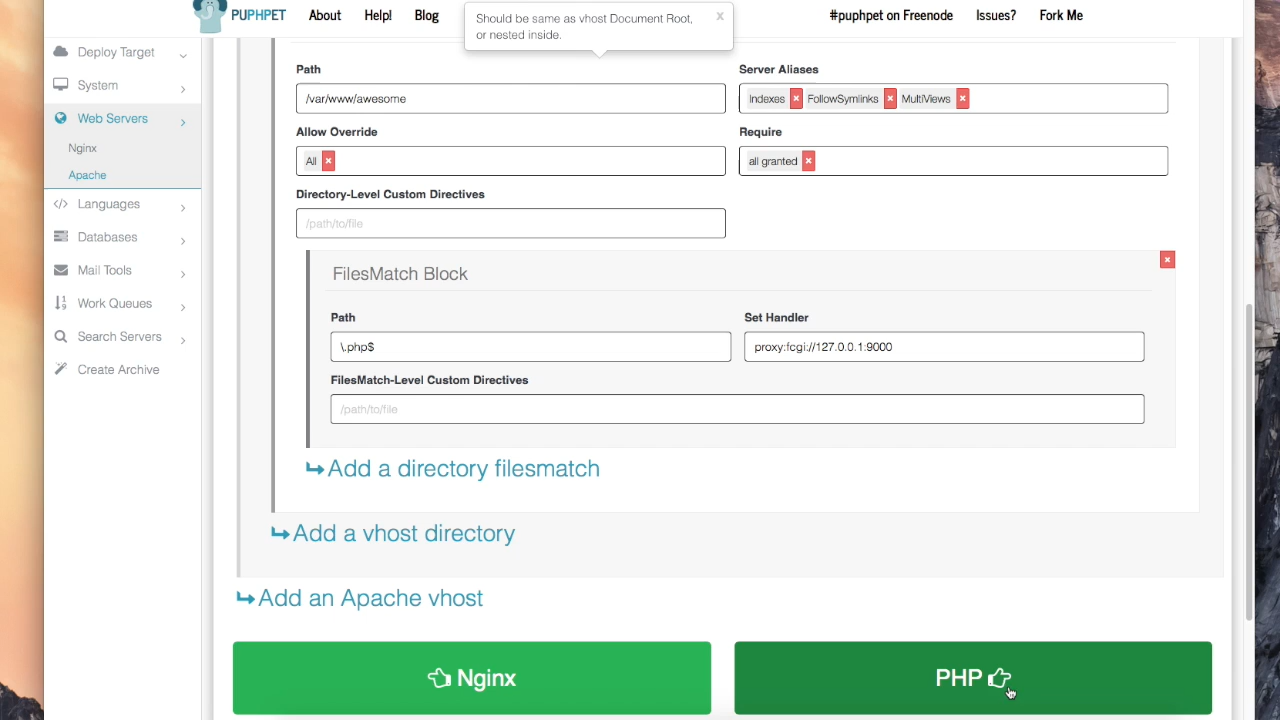 PUPHPET About Help! Blog #puphpet on Freenode Issues? Fork Me
Should be same as vhost Document Root, x
or nested inside.
Deploy Target
System
Web Servers
Nginx
Apache
Languages
Databases
Mail Tools
Work Queues
Search Servers
Create Archive
Path Server Aliases
/var/www/awesome Indexes x FollowSymlinks x MultiViews x
Allow Override Require
All x all granted x
Directory-Level Custom Directives
/path/to/file
FilesMatch Block x
Path Set Handler
\.php$ proxy:fcgi://127.0.0.1:9000
FilesMatch-Level Custom Directives
/path/to/file
Add a directory filesmatch
Add a vhost directory
Add an Apache vhost
Nginx PHP